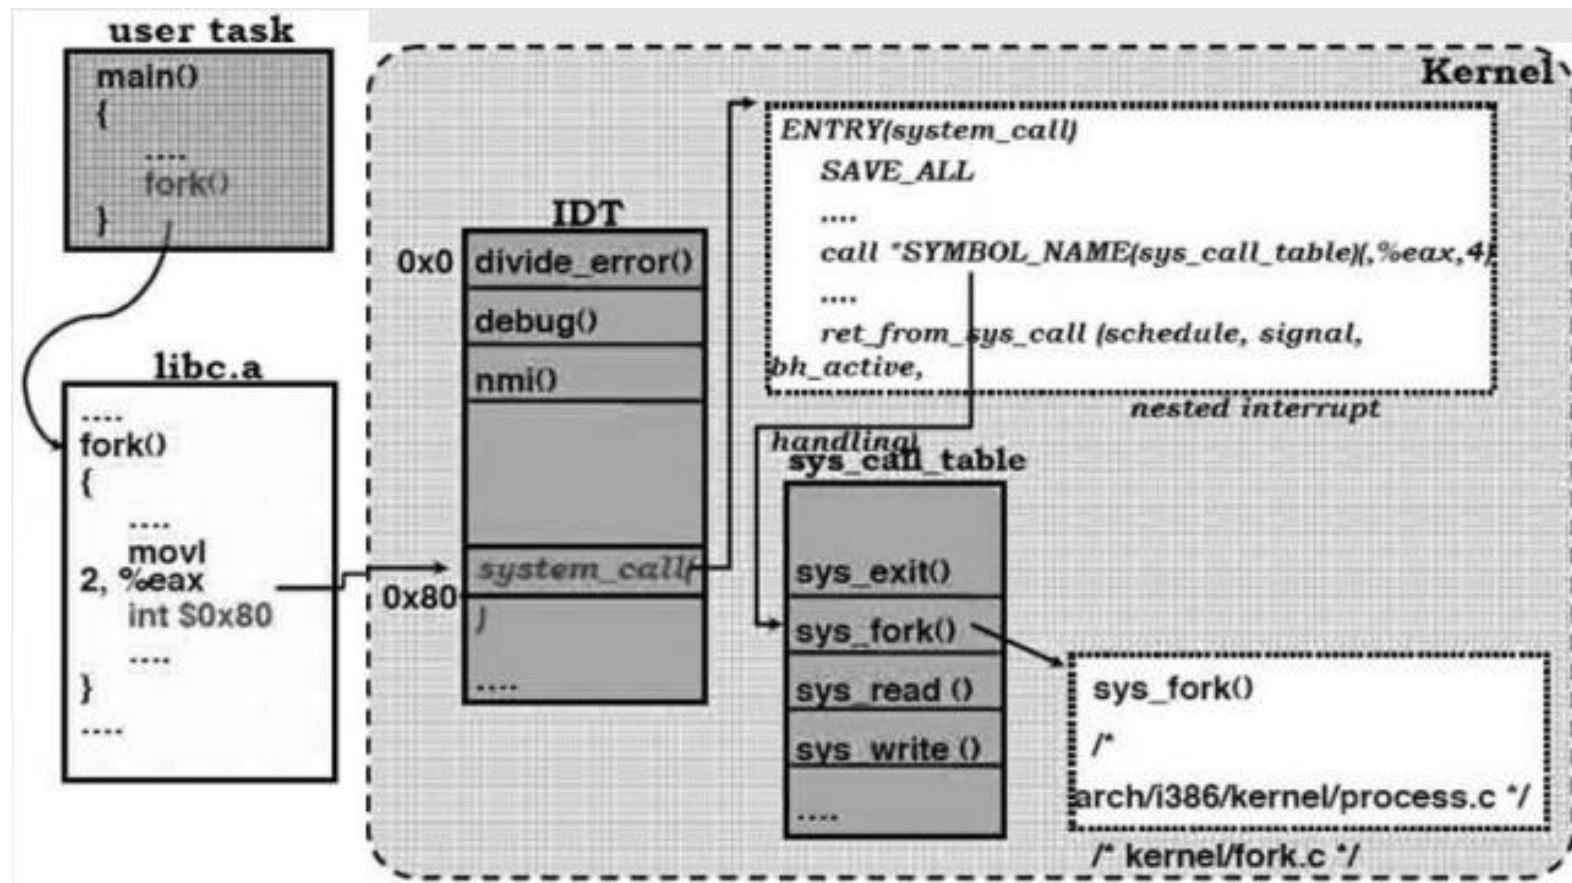 user task
main()
{
....
fork()
}
libc.a
....
fork()
{
....
movl
2, %eax
int $0x80
....
}
....
Kernel
IDT
0x0
divide_error()
debug()
nmi()
system_call(
0x80
)
....
ENTRY(system_call)
SAVE_ALL
....
call *SYMBOL_NAME(sys_call_table)(,%eax,4)
....
ret_from_sys_call (schedule, signal,
bh_active,
nested interrupt
handling)
sys_call_table
sys_exit()
sys_fork()
sys_read ()
sys_write ()
....
sys_fork()
/*
arch/i386/kernel/process.c */
/* kernel/fork.c */